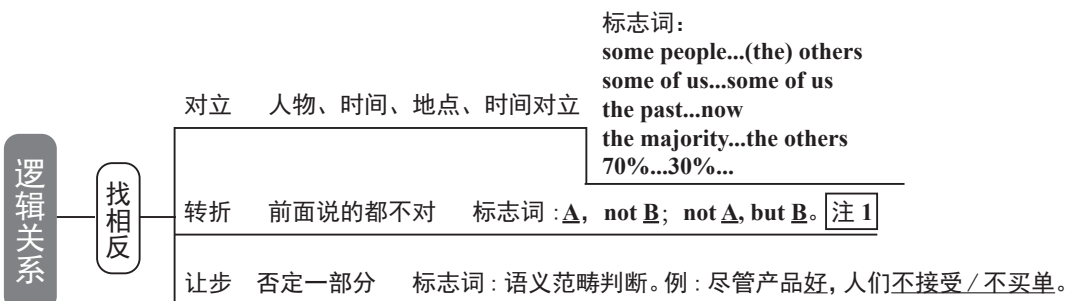 标志词：
some people...(the) others
some of us...some of us
the past...now
the majority...the others
70%...30%...
对立 人物、时间、地点、时间对立
逻辑关系
找相反
转折 前面说的都不对 标志词：A，not B；not A, but B。注 1
让步 否定一部分 标志词：语义范畴判断。例：尽管产品好，人们不接受 / 不买单。